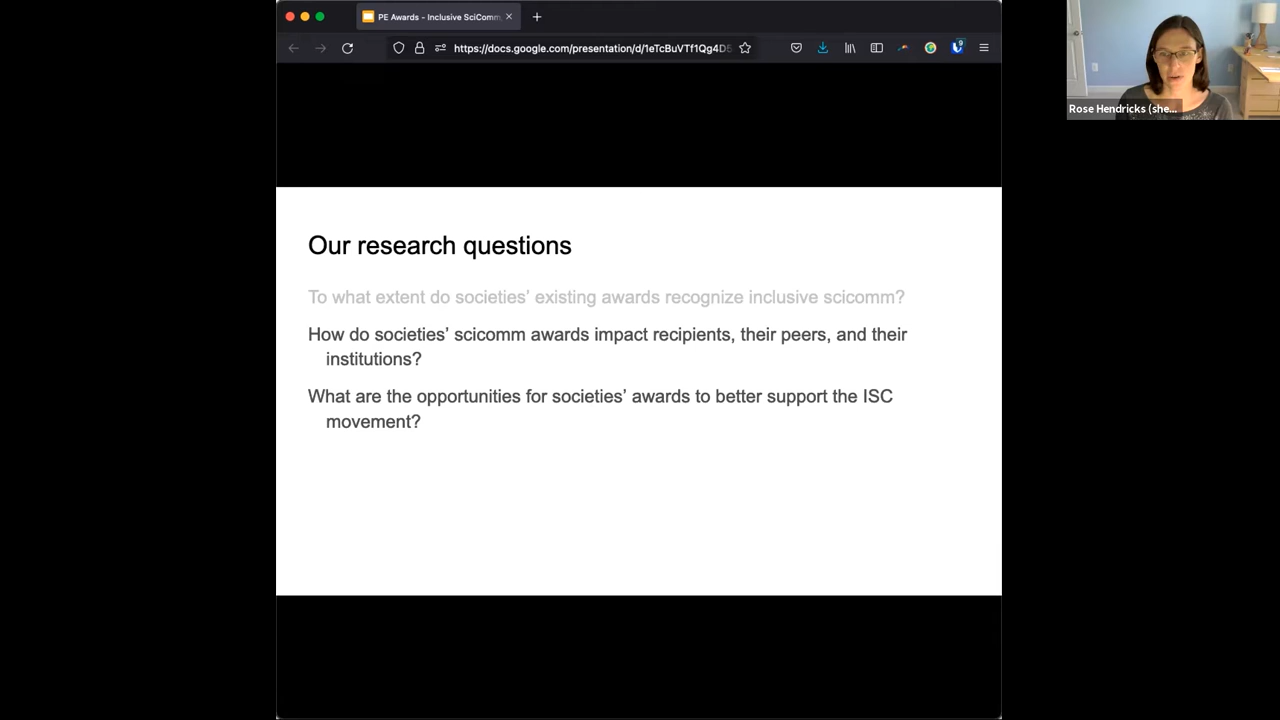 PE Awards - Inclusive SciComm
https://docs.google.com/presentation/d/1eTcBuVTf1Qg4D5
Rose Hendricks (she...
Our research questions
To what extent do societies’ existing awards recognize inclusive scicomm?
How do societies’ scicomm awards impact recipients, their peers, and their
institutions?
What are the opportunities for societies’ awards to better support the ISC
movement?